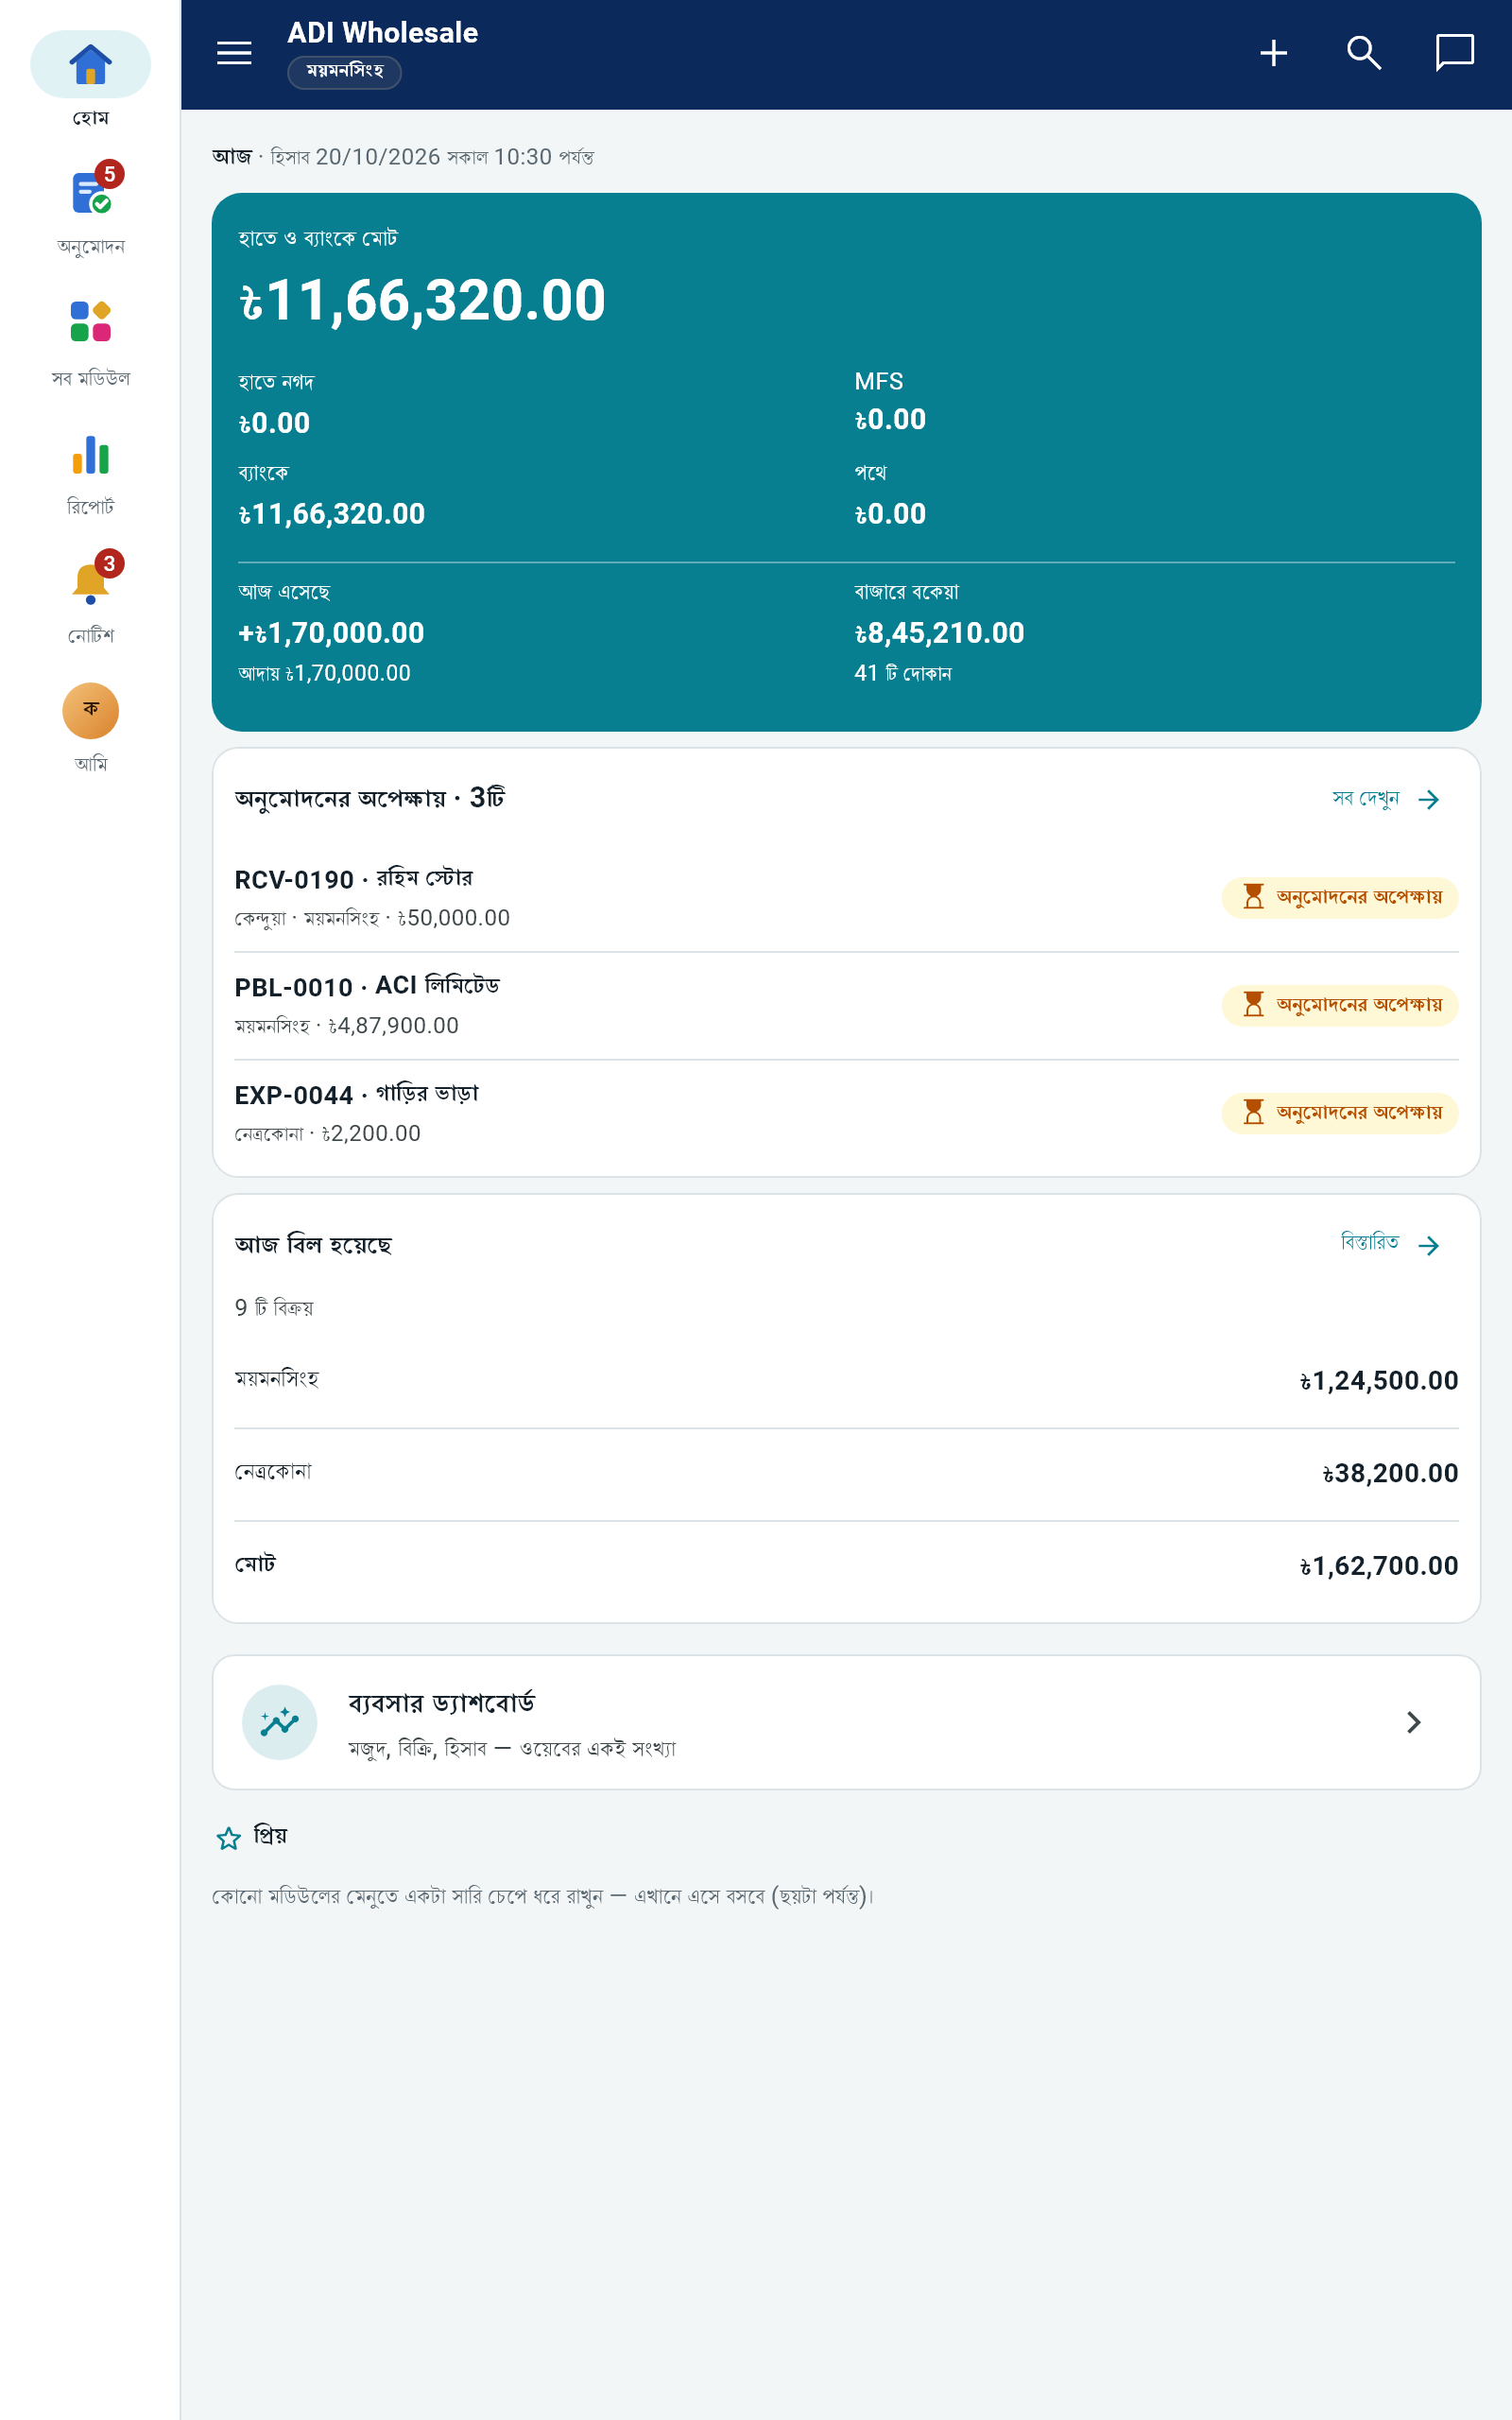 ADI Wholesale
ময়মনসিংহ
হোম
5
অনুমোদন
সব মডিউল
রিপোর্ট
3
নোটিশ
ক
আমি
আজ · হিসাব 20/10/2026 সকাল 10:30 পর্যন্ত
হাতে ও ব্যাংকে মোট
৳11,66,320.00
হাতে নগদ
৳0.00
MFS
৳0.00
ব্যাংকে
৳11,66,320.00
পথে
৳0.00
আজ এসেছে
+৳1,70,000.00
আদায় ৳1,70,000.00
বাজারে বকেয়া
৳8,45,210.00
41 টি দোকান
অনুমোদনের অপেক্ষায় · 3টি
সব দেখুন
RCV-0190 · রহিম স্টোর
কেন্দুয়া · ময়মনসিংহ · ৳50,000.00
অনুমোদনের অপেক্ষায়
PBL-0010 · ACI লিমিটেড
ময়মনসিংহ · ৳4,87,900.00
অনুমোদনের অপেক্ষায়
EXP-0044 · গাড়ির ভাড়া
নেত্রকোনা · ৳2,200.00
অনুমোদনের অপেক্ষায়
আজ বিল হয়েছে
বিস্তারিত
9 টি বিক্রয়
ময়মনসিংহ ৳1,24,500.00
নেত্রকোনা ৳38,200.00
মোট ৳1,62,700.00
ব্যবসার ড্যাশবোর্ড
মজুদ, বিক্রি, হিসাব — ওয়েবের একই সংখ্যা
প্রিয়
কোনো মডিউলের মেনুতে একটা সারি চেপে ধরে রাখুন — এখানে এসে বসবে (ছয়টা পর্যন্ত)।